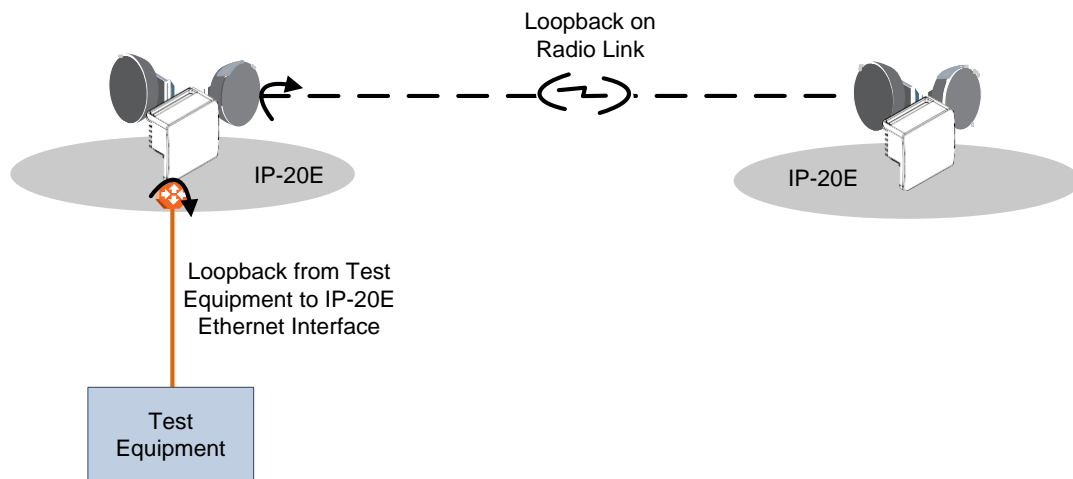 Loopback on
Radio Link
IP-20E
IP-20E
Loopback from Test
Equipment to IP-20E
Ethernet Interface
Test
Equipment